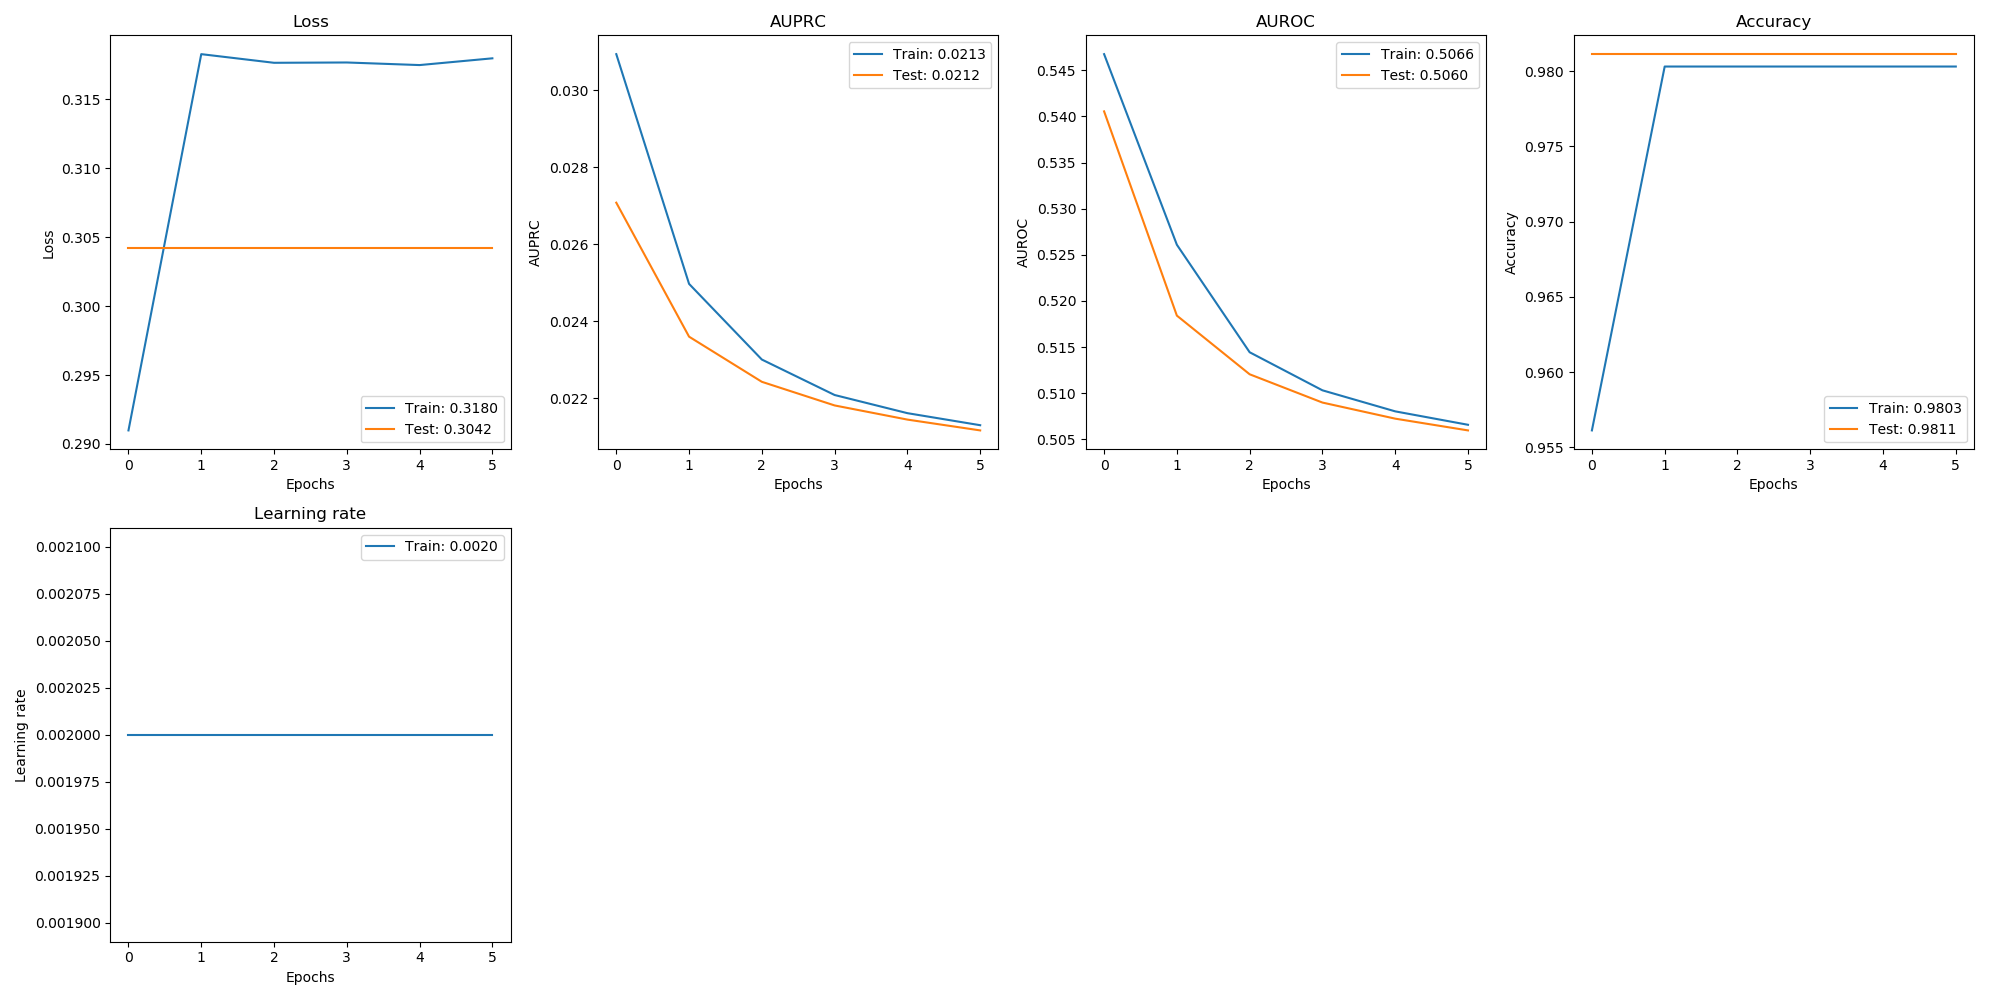 Loss
Loss
0.315
0.310
0.305
0.300
0.295
0.290
Train: 0.3180
Test: 0.3042
0 1 2 3 4 5
Epochs
AUPRC
AUPRC
0.030
0.028
0.026
0.024
0.022
Train: 0.0213
Test: 0.0212
0 1 2 3 4 5
Epochs
AUROC
AUROC
0.545
0.540
0.535
0.530
0.525
0.520
0.515
0.510
0.505
Train: 0.5066
Test: 0.5060
0 1 2 3 4 5
Epochs
Accuracy
Accuracy
0.980
0.975
0.970
0.965
0.960
0.955
Train: 0.9803
Test: 0.9811
0 1 2 3 4 5
Epochs
Learning rate
Learning rate
0.002100
0.002075
0.002050
0.002025
0.002000
0.001975
0.001950
0.001925
0.001900
Train: 0.0020
0 1 2 3 4 5
Epochs